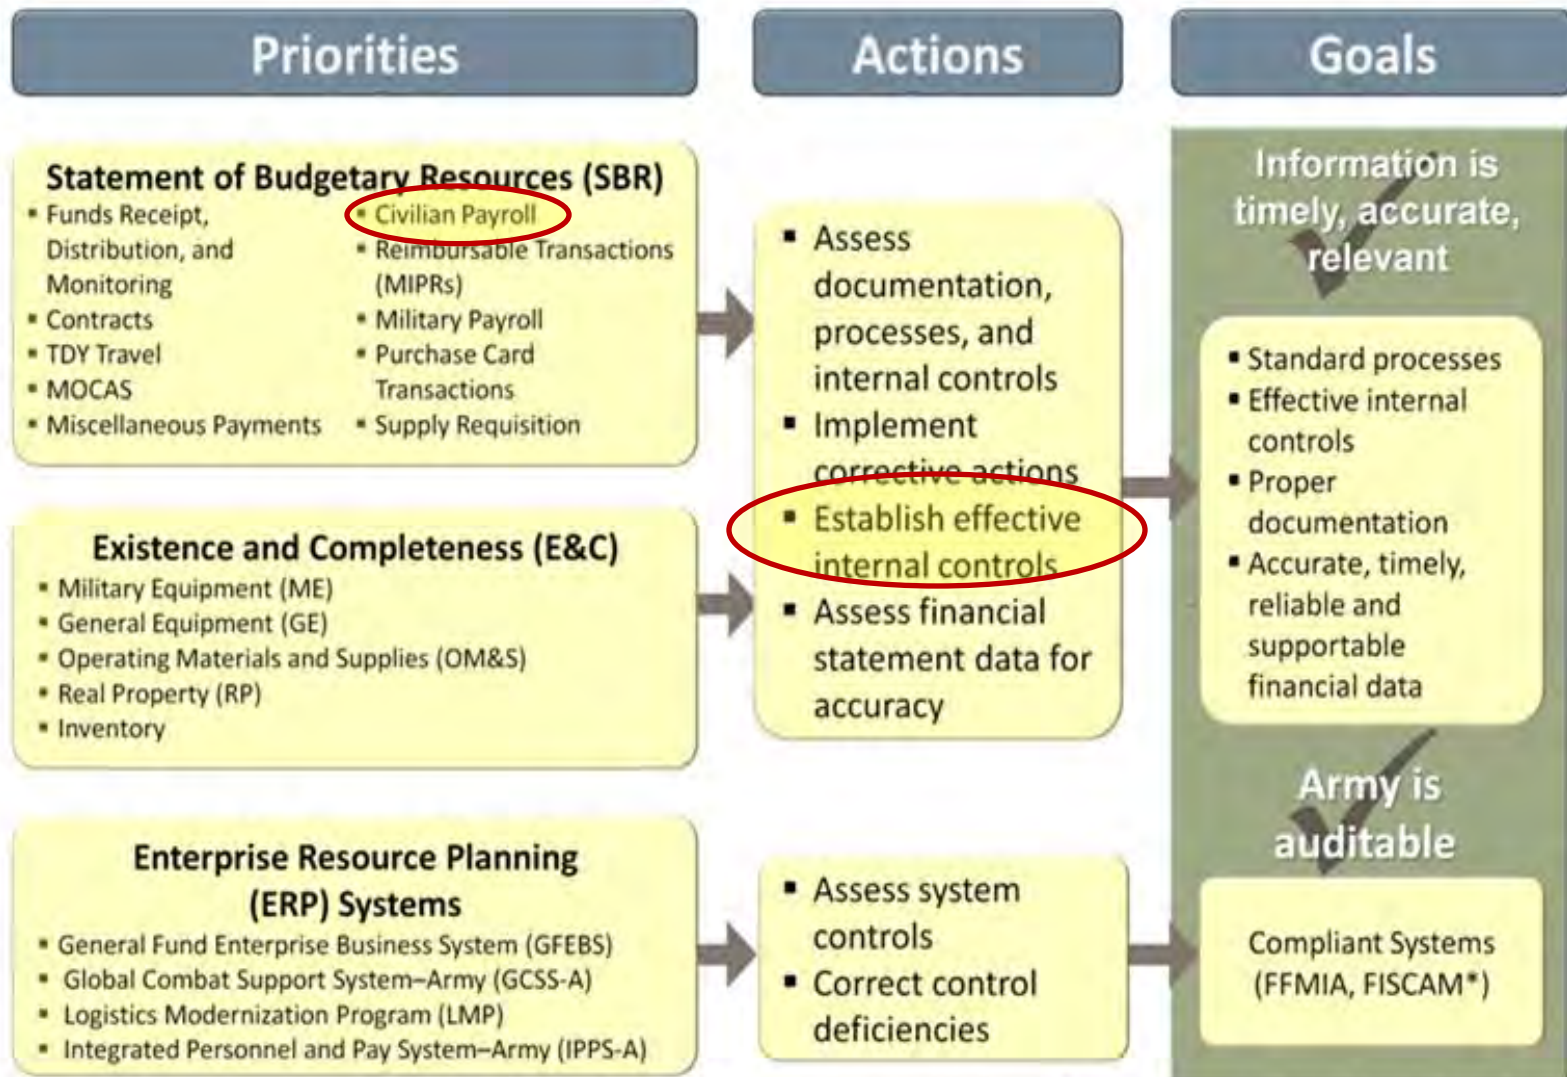 Priorities
Actions
Goals
Statement of Budgetary Resources (SBR)
▪ Funds Receipt,
Distribution, and
Monitoring
▪ Contracts
▪ TDY Travel
▪ MOCAS
▪ Miscellaneous Payments
▪ Civilian Payroll
▪ Reimbursable Transactions
(MIPRs)
▪ Military Payroll
▪ Purchase Card
Transactions
▪ Supply Requisition
Existence and Completeness (E&C)
▪ Military Equipment (ME)
▪ General Equipment (GE)
▪ Operating Materials and Supplies (OM&S)
▪ Real Property (RP)
▪ Inventory
Enterprise Resource Planning
(ERP) Systems
▪ General Fund Enterprise Business System (GFEBS)
▪ Global Combat Support System–Army (GCSS-A)
▪ Logistics Modernization Program (LMP)
▪ Integrated Personnel and Pay System–Army (IPPS-A)
▪ Assess
documentation,
processes, and
internal controls
▪ Implement
corrective actions
▪ Establish effective
internal controls
▪ Assess financial
statement data for
accuracy
▪ Assess system
controls
▪ Correct control
deficiencies
Information is
timely, accurate,
relevant
▪ Standard processes
▪ Effective internal
controls
▪ Proper
documentation
▪ Accurate, timely,
reliable and
supportable
financial data
Army is
auditable
Compliant Systems
(FFMIA, FISCAM*)